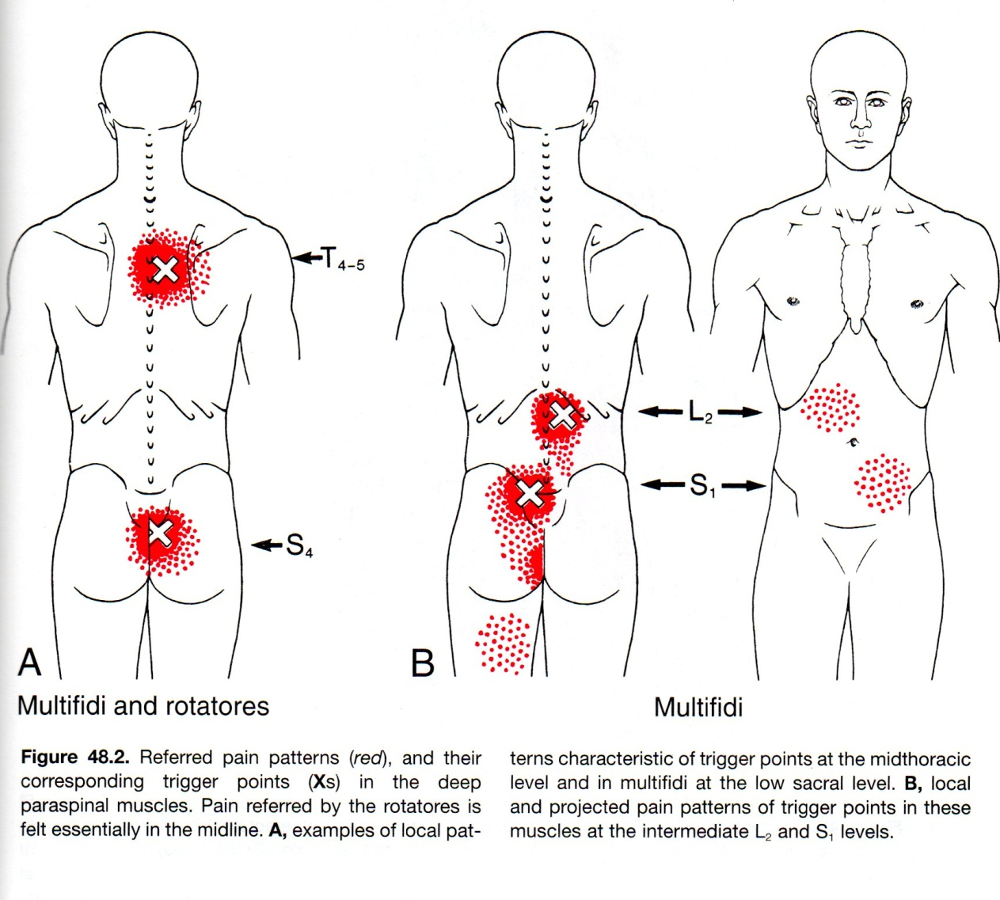 T4–5
L2
S1
S4
A
B
Multifidi and rotatores
Multifidi
Figure 48.2. Referred pain patterns (red), and their
corresponding trigger points (Xs) in the deep
paraspinal muscles. Pain referred by the rotatores is
felt essentially in the midline. A, examples of local pat-
terns characteristic of trigger points at the midthoracic
level and in multifidi at the low sacral level. B, local
and projected pain patterns of trigger points in these
muscles at the intermediate L2 and S1 levels.